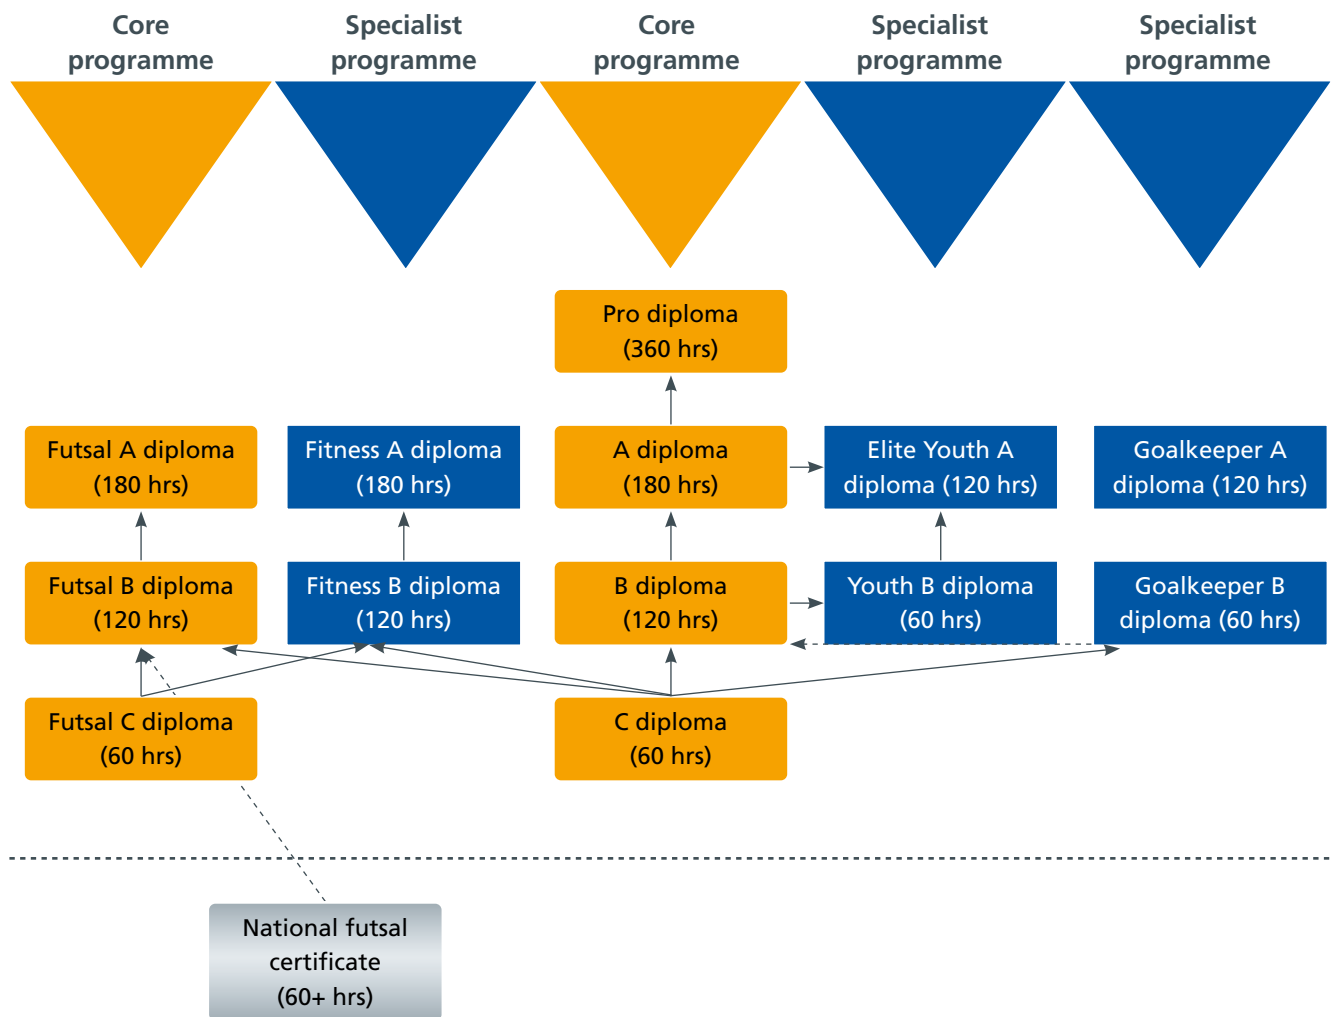 Core
programme
Specialist
programme
Core
programme
Specialist
programme
Specialist
programme
Pro diploma
(360 hrs)
Futsal A diploma
(180 hrs)
Fitness A diploma
(180 hrs)
A diploma
(180 hrs)
Elite Youth A
diploma (120 hrs)
Goalkeeper A
diploma (120 hrs)
Futsal B diploma
(120 hrs)
Fitness B diploma
(120 hrs)
B diploma
(120 hrs)
Youth B diploma
(60 hrs)
Goalkeeper B
diploma (60 hrs)
Futsal C diploma
(60 hrs)
C diploma
(60 hrs)
National futsal
certificate
(60+ hrs)